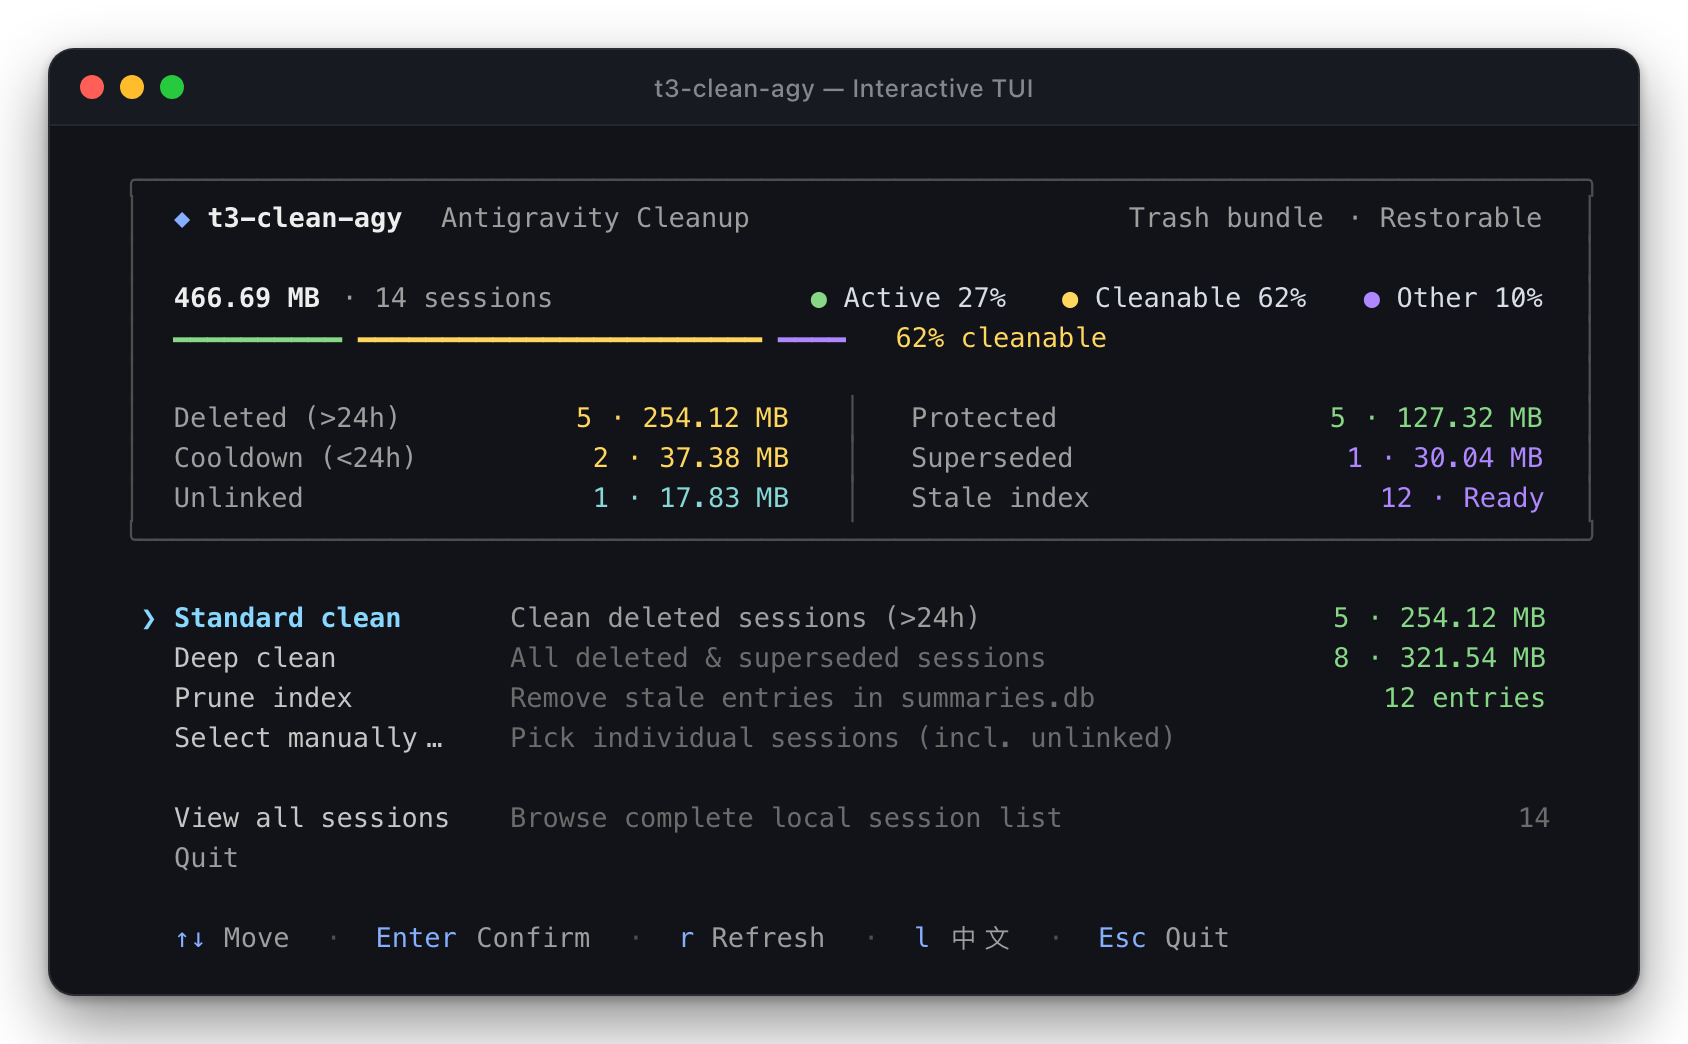 t3-clean-agy — Interactive TUI
◆ t3-clean-agy Antigravity Cleanup Trash bundle · Restorable
466.69 MB · 14 sessions ● Active 27% ● Cleanable 62% ● Other 10%
62% cleanable
Deleted (>24h) 5 · 254.12 MB Protected 5 · 127.32 MB
Cooldown (<24h) 2 · 37.38 MB Superseded 1 · 30.04 MB
Unlinked 1 · 17.83 MB Stale index 12 · Ready
❯ Standard clean Clean deleted sessions (>24h) 5 · 254.12 MB
Deep clean All deleted & superseded sessions 8 · 321.54 MB
Prune index Remove stale entries in summaries.db 12 entries
Select manually … Pick individual sessions (incl. unlinked)
View all sessions Browse complete local session list 14
Quit
↑↓ Move · Enter Confirm · r Refresh · l 中文 · Esc Quit